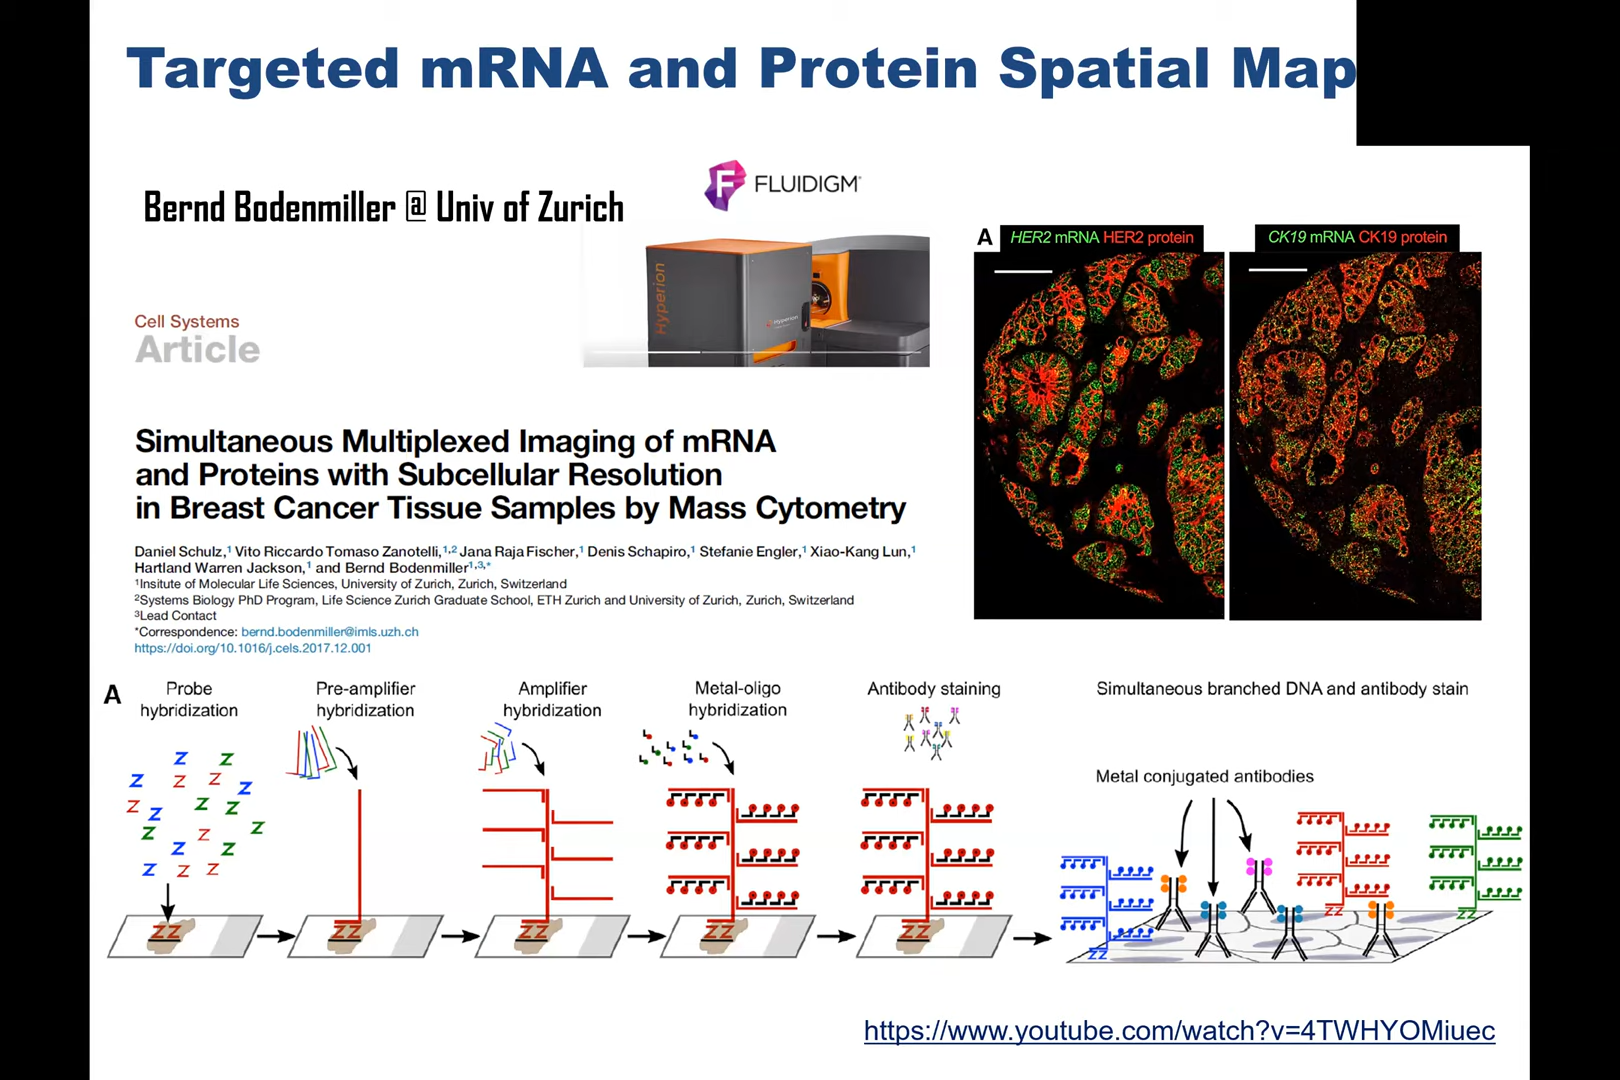 Targeted mRNA and Protein Spatial Map
Bernd Bodenmiller @ Univ of Zurich
FLUIDIGM
Hyperion
Cell Systems
Article
Simultaneous Multiplexed Imaging of mRNA
and Proteins with Subcellular Resolution
in Breast Cancer Tissue Samples by Mass Cytometry
Daniel Schulz,1 Vito Riccardo Tomaso Zanotelli,1,2 Jana Raja Fischer,1 Denis Schapiro,1 Stefanie Engler,1 Xiao-Kang Lun,1
Hartland Warren Jackson,1 and Bernd Bodenmiller1,3,*
1Insitute of Molecular Life Sciences, University of Zurich, Zurich, Switzerland
2Systems Biology PhD Program, Life Science Zurich Graduate School, ETH Zurich and University of Zurich, Zurich, Switzerland
3Lead Contact
*Correspondence: bernd.bodenmiller@imls.uzh.ch
https://doi.org/10.1016/j.cels.2017.12.001
A HER2 mRNA HER2 protein
CK19 mRNA CK19 protein
A
Probe
hybridization
Pre-amplifier
hybridization
Amplifier
hybridization
Metal-oligo
hybridization
Antibody staining
Simultaneous branched DNA and antibody stain
Metal conjugated antibodies
https://www.youtube.com/watch?v=4TWHYOMiuec